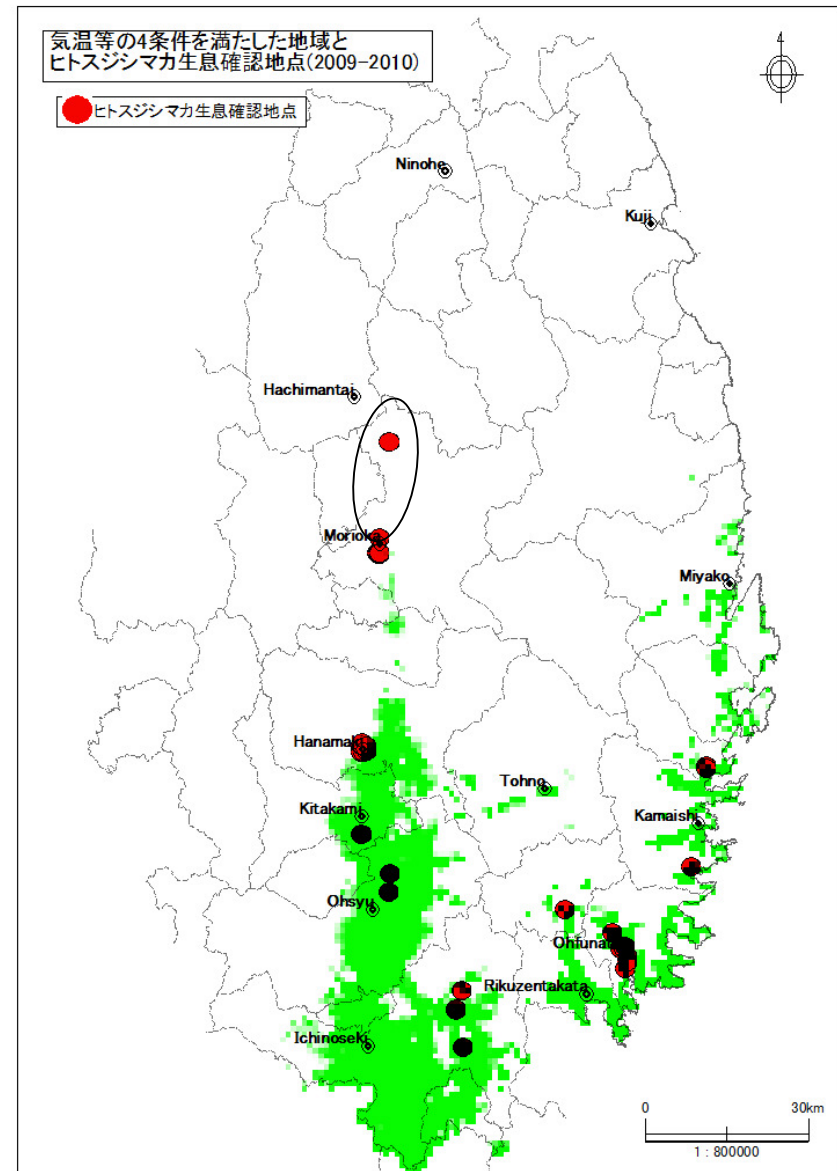 気温等の4条件を満たした地域と
ヒトスジシマカ生息確認地点(2009-2010)
ヒトスジシマカ生息確認地点
4
Ninohe
Kuji
Hachimantai
Morioka
Miyako
Hanamaki
Tohno
Kitakami
Kamaishi
Ohsyu
Ohfunat
Rikuzentakata
Ichinoseki
0 30km
1 : 800000